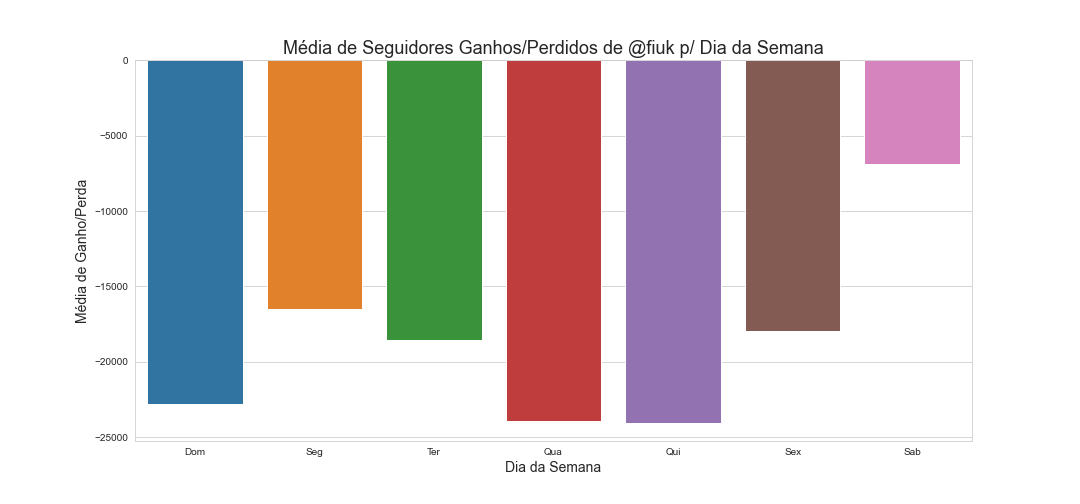 Média de Seguidores Ganhos/Perdidos de @fiuk p/ Dia da Semana
Média de Ganho/Perda
0
−5000
−10000
−15000
−20000
−25000
Dom Seg Ter Qua Qui Sex Sab
Dia da Semana